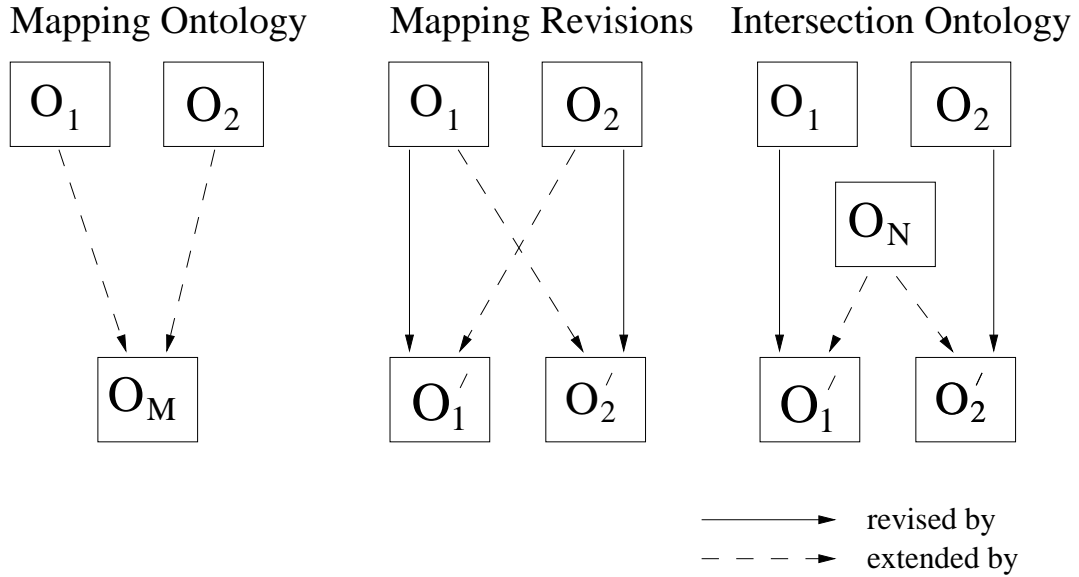 Mapping Ontology
Mapping Revisions
Intersection Ontology
O1
O2
O1
O2
O1
O2
ON
OM
O1′
O2′
O1′
O2′
revised by
extended by